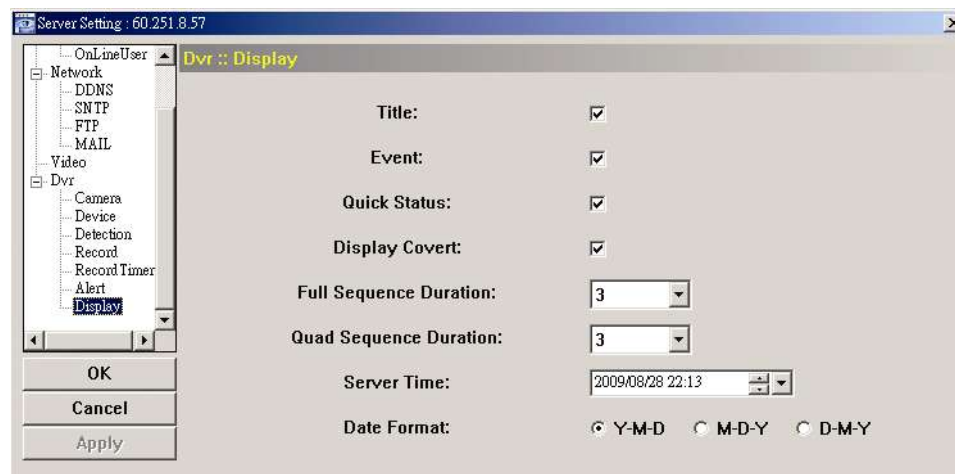 Server Setting : 60.251.8.57
OnLineUser
Network
DDNS
SNTP
FTP
MAIL
Video
Dvr
Camera
Device
Detection
Record
Record Timer
Alert
Display
OK
Cancel
Apply
Dvr :: Display
Title:
Event:
Quick Status:
Display Covert:
Full Sequence Duration: 3
Quad Sequence Duration: 3
Server Time: 2009/08/28 22:13
Date Format: Y-M-D M-D-Y D-M-Y